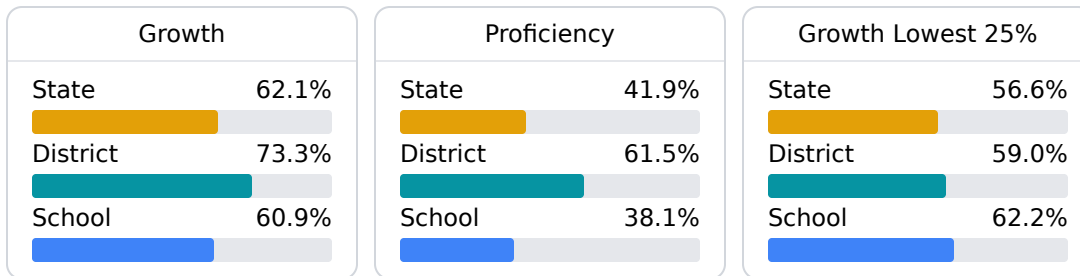 Growth
State 62.1%
District 73.3%
School 60.9%
Proficiency
State 41.9%
District 61.5%
School 38.1%
Growth Lowest 25%
State 56.6%
District 59.0%
School 62.2%